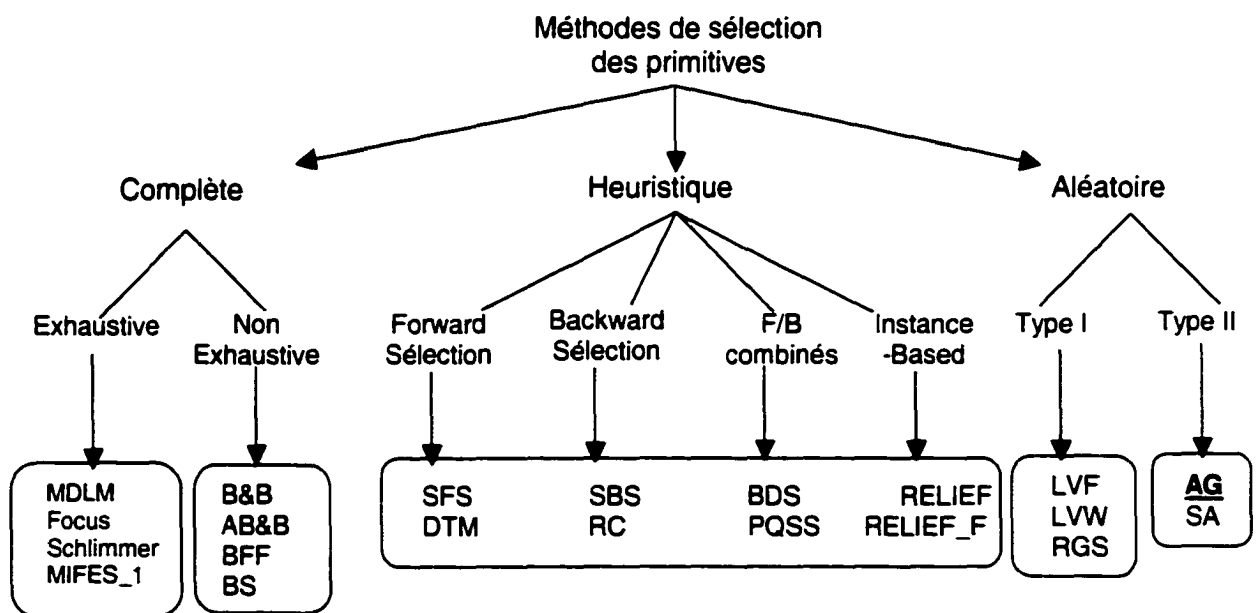 Méthodes de sélection
des primitives
Complète
Heuristique
Aléatoire
Exhaustive
Non
Exhaustive
Forward
Sélection
Backward
Sélection
F/B
combinés
Instance
-Based
Type I
Type II
MDLM
Focus
Schlimmer
MIFES_1
B&B
AB&B
BFF
BS
SFS
DTM
SBS
RC
BDS
PQSS
RELIEF
RELIEF_F
LVF
LVW
RGS
AG
SA